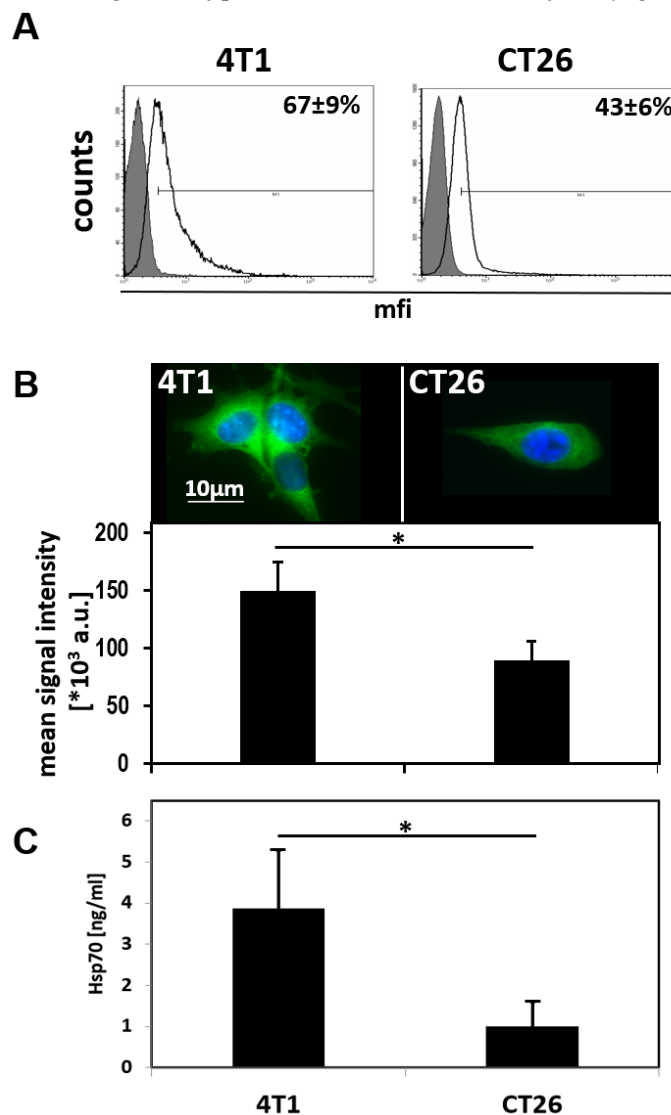 A
4T1
CT26
67±9%
43±6%
counts
mfi
B
4T1
CT26
10µm
mean signal intensity
[*10³ a.u.]
200
150
100
50
0
*
C
Hsp70 [ng/ml]
6
5
4
3
2
1
0
*
4T1
CT26